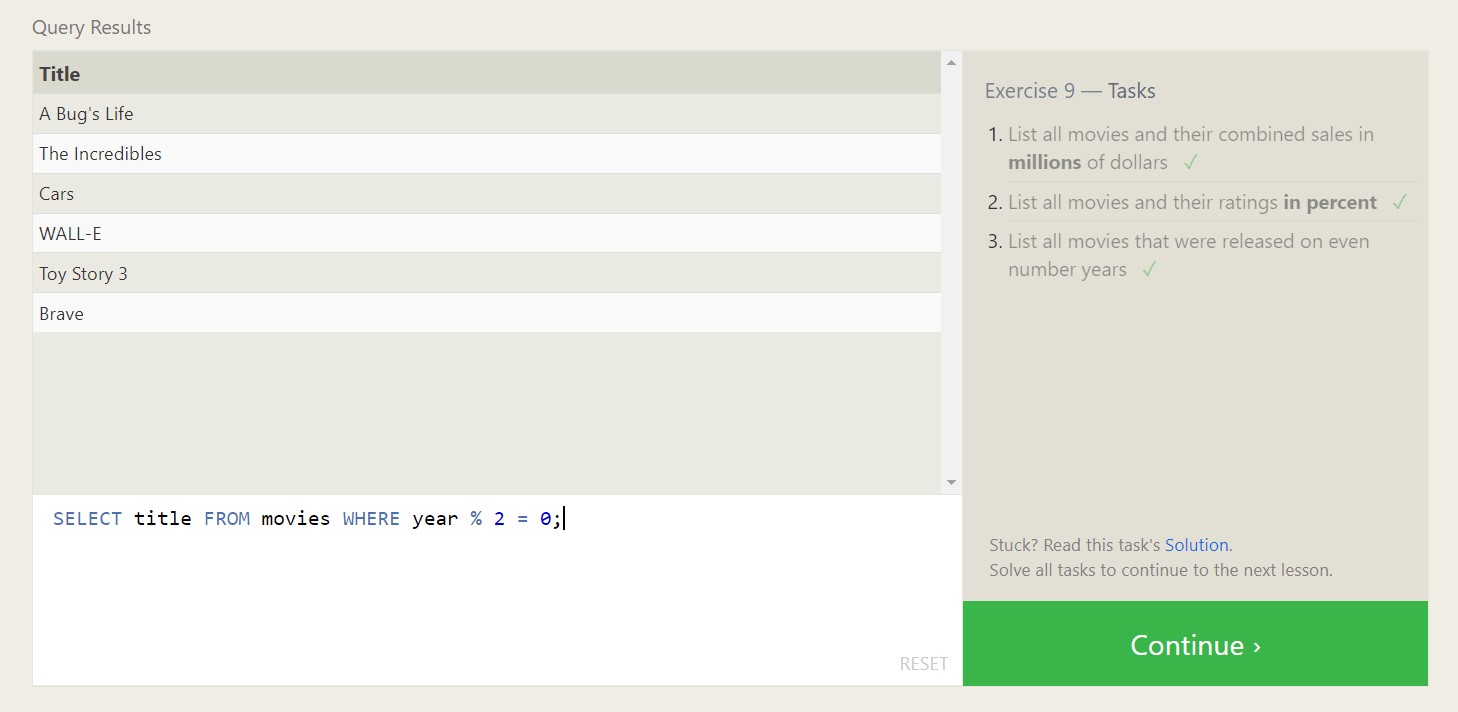 Query Results
Title
A Bug's Life
The Incredibles
Cars
WALL-E
Toy Story 3
Brave
SELECT title FROM movies WHERE year % 2 = 0;
RESET
Exercise 9 — Tasks
1. List all movies and their combined sales in
millions of dollars ✓
2. List all movies and their ratings in percent ✓
3. List all movies that were released on even
number years ✓
Stuck? Read this task's Solution.
Solve all tasks to continue to the next lesson.
Continue ›